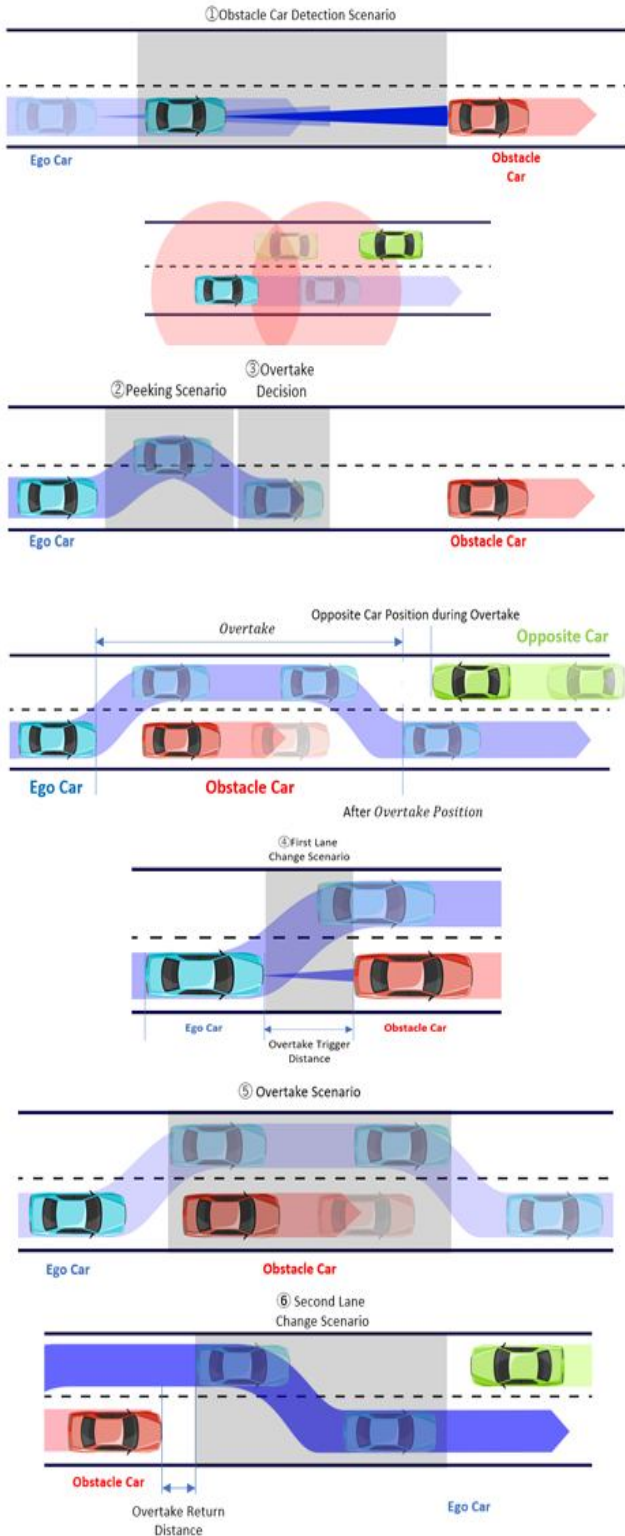 ①Obstacle Car Detection Scenario
Ego Car
Obstacle
Car
②Peeking Scenario
③Overtake
Decision
Ego Car
Obstacle Car
Opposite Car Position during Overtake
Overtake
Opposite Car
Ego Car
Obstacle Car
After Overtake Position
④First Lane
Change Scenario
Ego Car
Obstacle Car
Overtake Trigger
Distance
⑤ Overtake Scenario
Ego Car
Obstacle Car
⑥ Second Lane
Change Scenario
Obstacle Car
Ego Car
Overtake Return
Distance